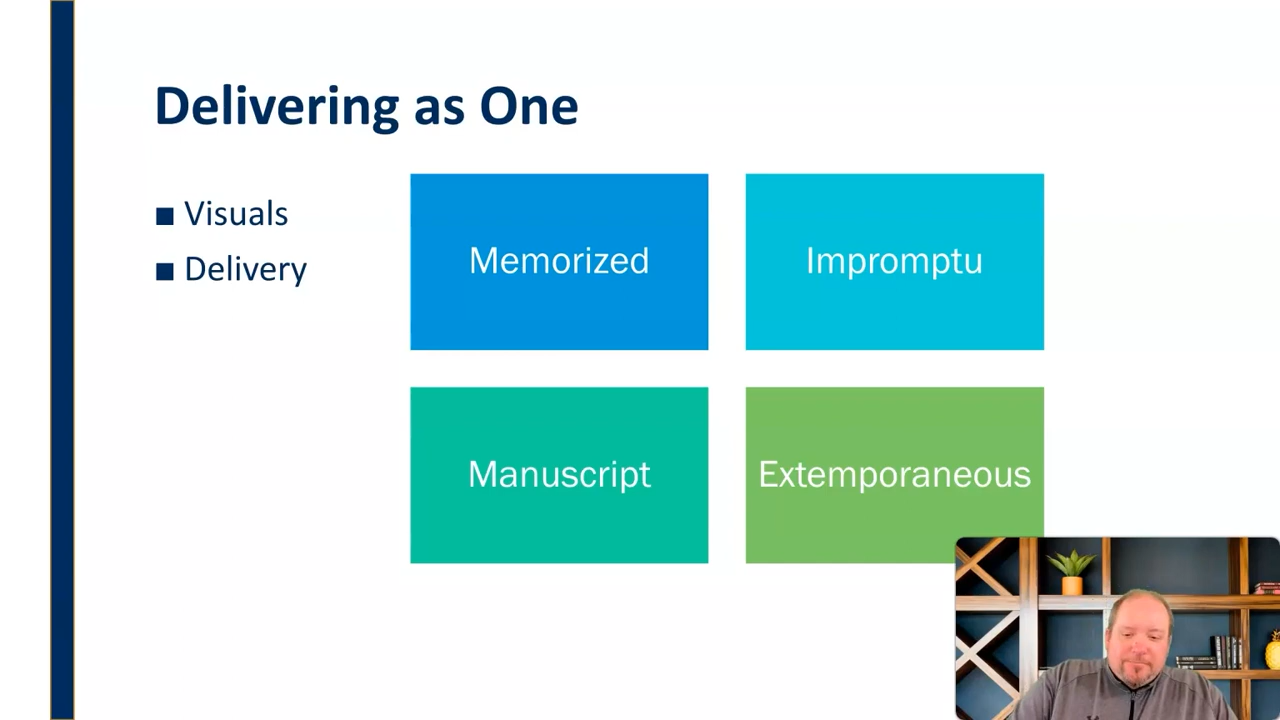 Delivering as One
■ Visuals
■ Delivery
Memorized
Impromptu
Manuscript
Extemporaneous